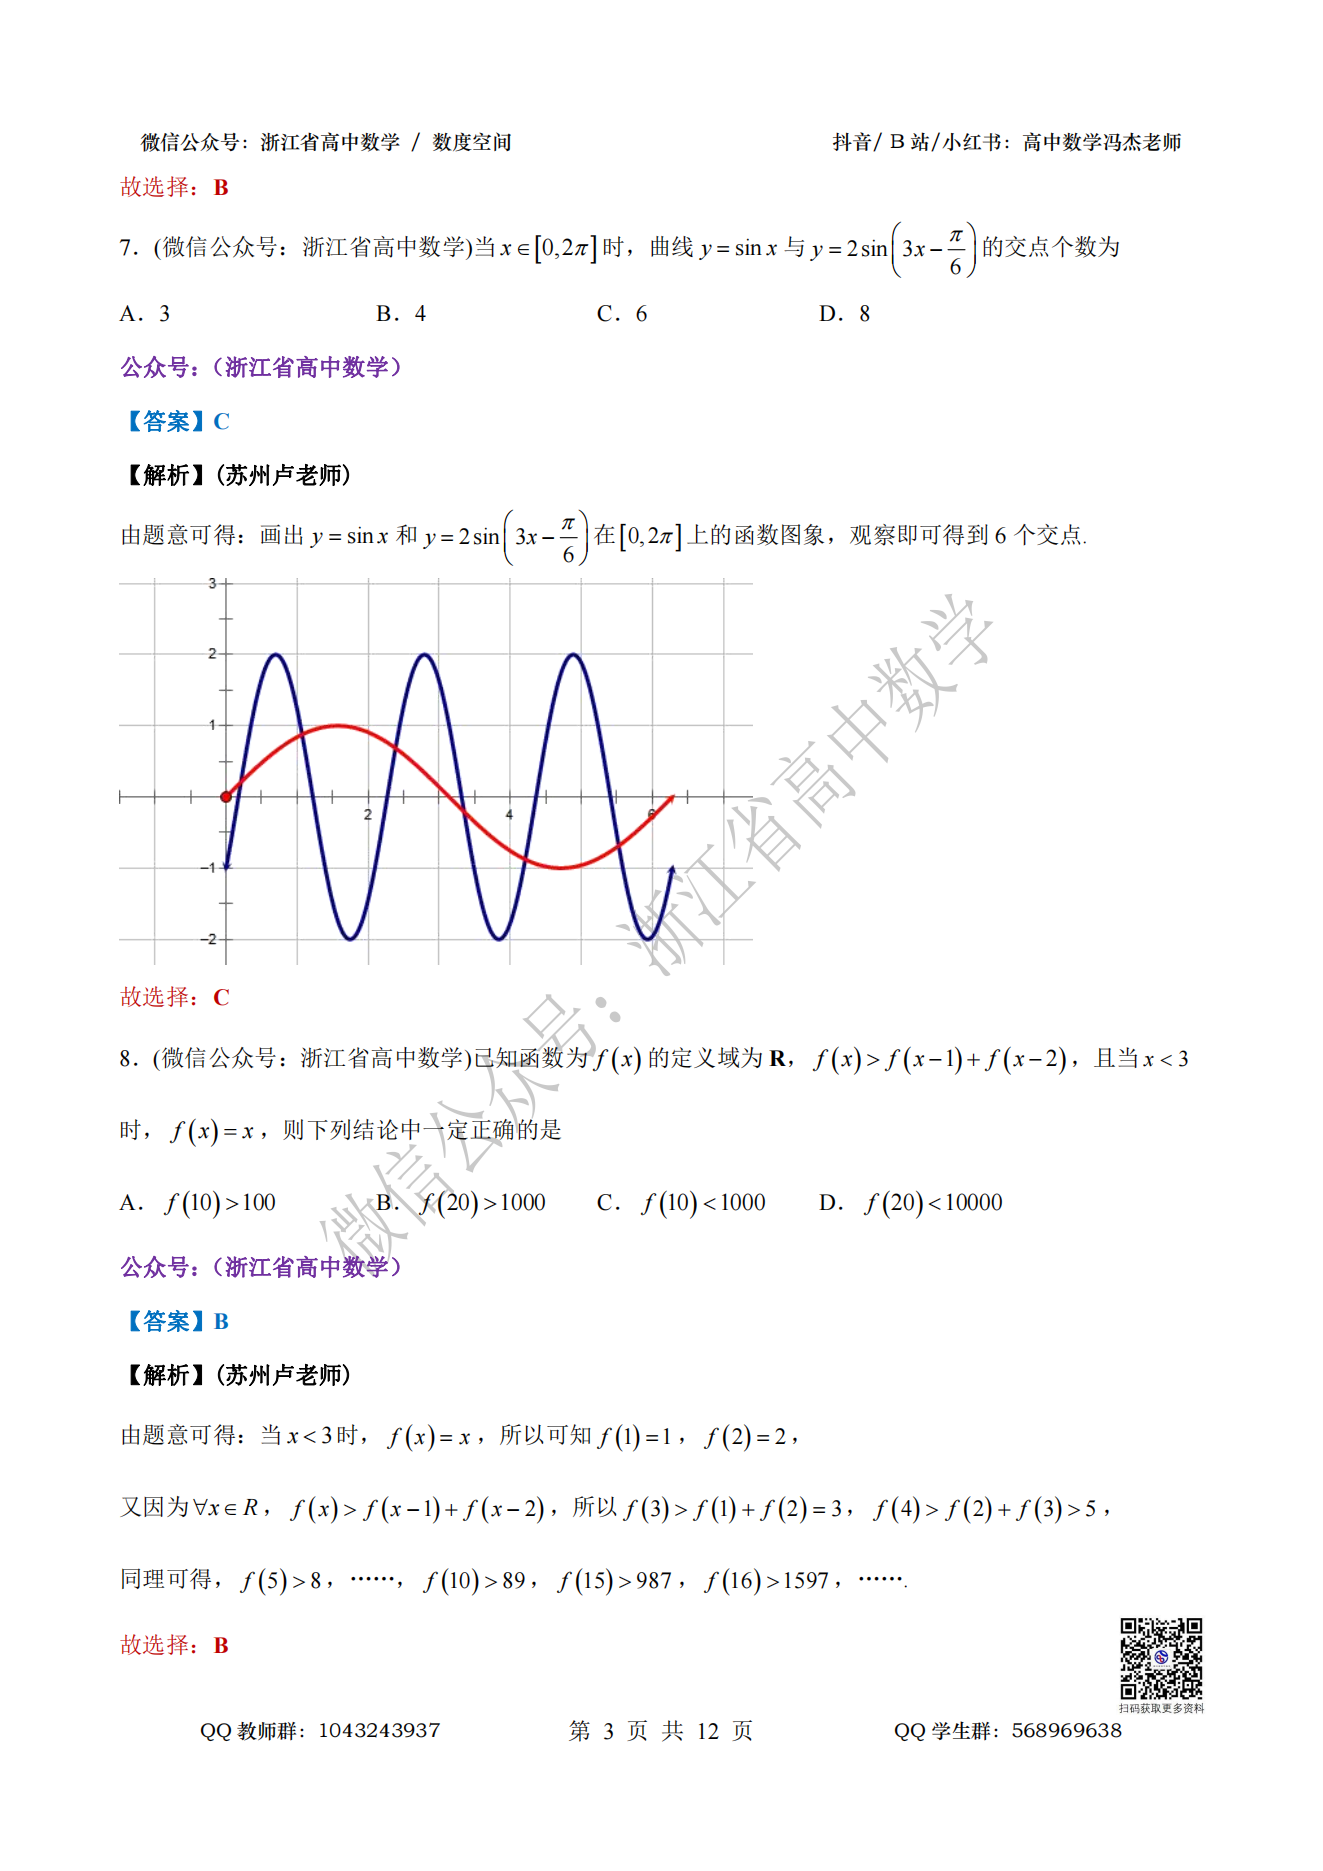 微信公众号：浙江省高中数学 / 数度空间 抖音/ B 站/小红书：高中数学冯杰老师
故选择：B
7．(微信公众号：浙江省高中数学)当 x∈[0,2π] 时，曲线 y = sin x 与 y = 2sin(3x − π/6) 的交点个数为
A．3 B．4 C．6 D．8
公众号：（浙江省高中数学）
【答案】C
【解析】(苏州卢老师)
由题意可得：画出 y = sin x 和 y = 2sin(3x − π/6) 在 [0,2π] 上的函数图象，观察即可得到 6 个交点.
3
2
1
2 4 6
−1
−2
故选择：C
8．(微信公众号：浙江省高中数学)已知函数为 f(x) 的定义域为 R， f(x) > f(x−1) + f(x−2)，且当 x < 3
时， f(x) = x ，则下列结论中一定正确的是
A． f(10) >100 B． f(20) >1000 C． f(10) <1000 D． f(20) <10000
公众号：（浙江省高中数学）
【答案】B
【解析】(苏州卢老师)
由题意可得：当 x < 3 时， f(x) = x ，所以可知 f(1) =1， f(2) = 2，
又因为 ∀x∈R， f(x) > f(x−1) + f(x−2)，所以 f(3) > f(1) + f(2) = 3， f(4) > f(2) + f(3) > 5，
同理可得， f(5) > 8，……， f(10) > 89， f(15) > 987， f(16) >1597，…….
故选择：B
扫码获取更多资料
QQ 教师群：1043243937 第 3 页 共 12 页 QQ 学生群：568969638
微信公众号：浙江省高中数学